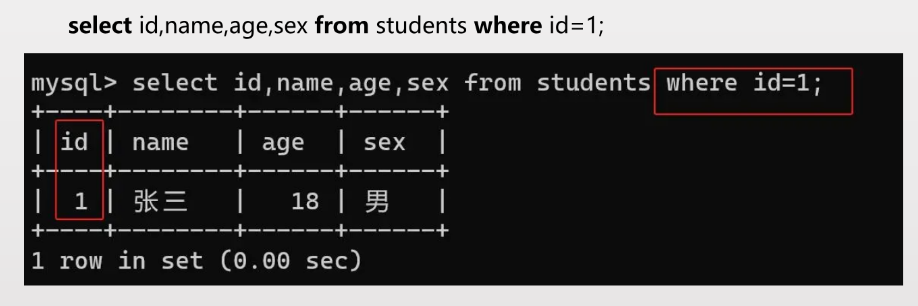 select id,name,age,sex from students where id=1;
mysql> select id,name,age,sex from students where id=1;
+----+--------+------+------+
| id | name   | age  | sex  |
+----+--------+------+------+
|  1 | 张三   |   18 | 男   |
+----+--------+------+------+
1 row in set (0.00 sec)